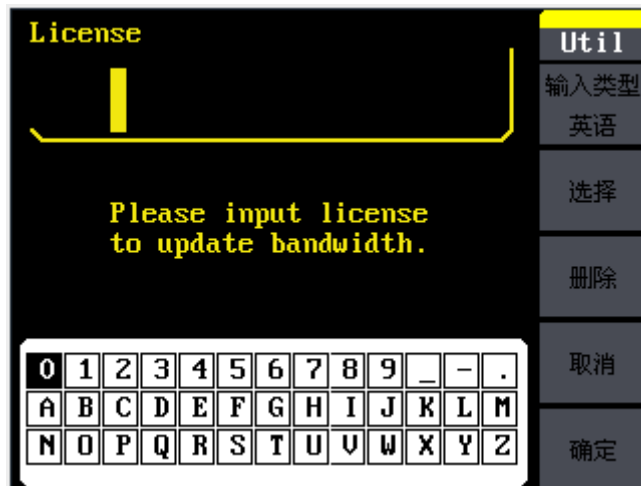 License
Please input license
to update bandwidth.
0 1 2 3 4 5 6 7 8 9 _ - .
A B C D E F G H I J K L M
N O P Q R S T U V W X Y Z
Util
输入类型
英语
选择
删除
取消
确定